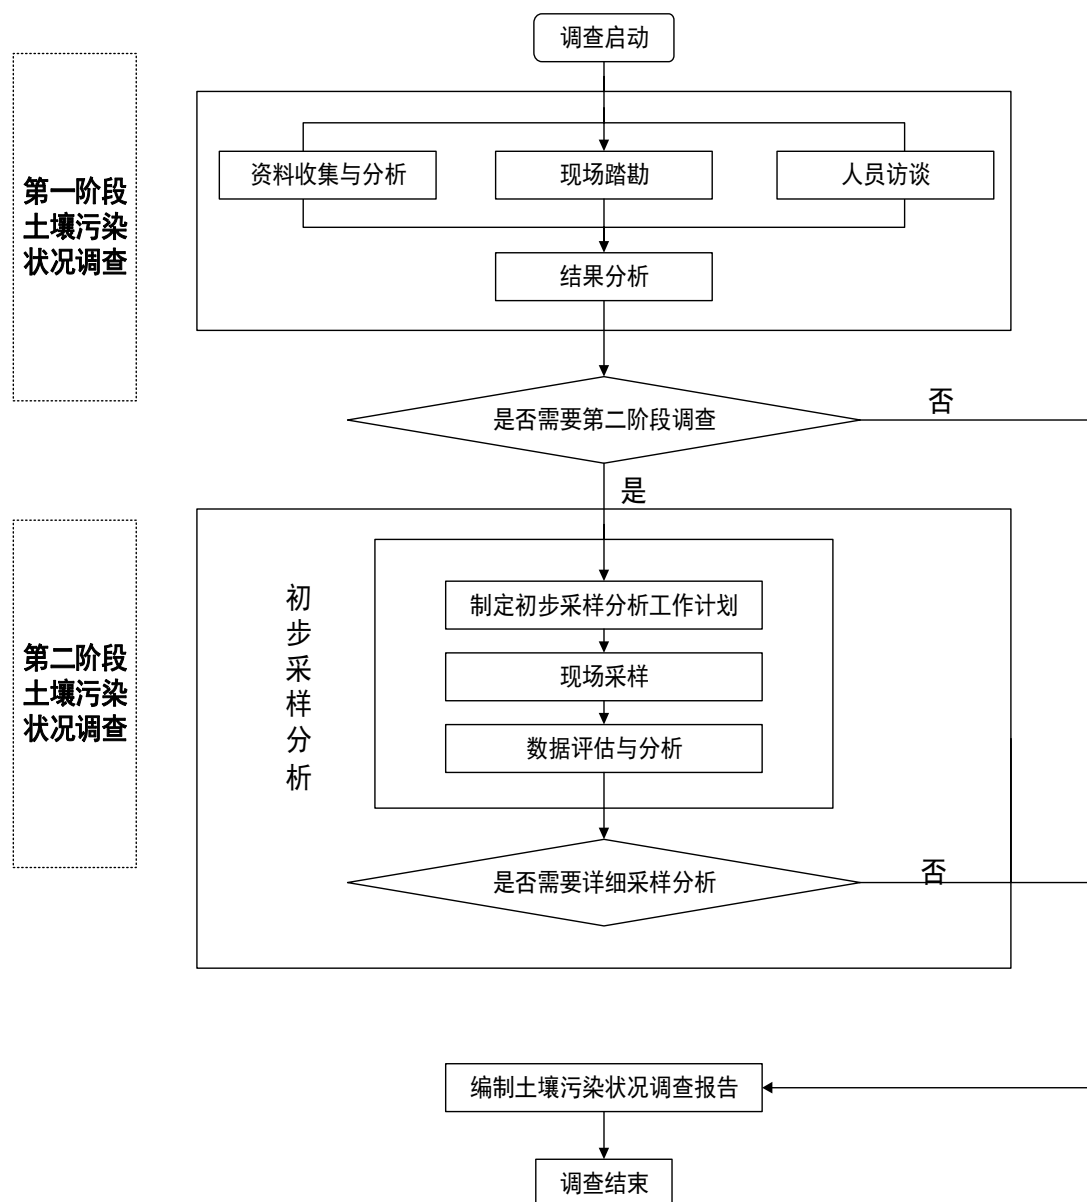 调查启动
第一阶段
土壤污染
状况调查
资料收集与分析
现场踏勘
人员访谈
结果分析
是否需要第二阶段调查
否
是
第二阶段
土壤污染
状况调查
初步采样分析
制定初步采样分析工作计划
现场采样
数据评估与分析
是否需要详细采样分析
否
编制土壤污染状况调查报告
调查结束